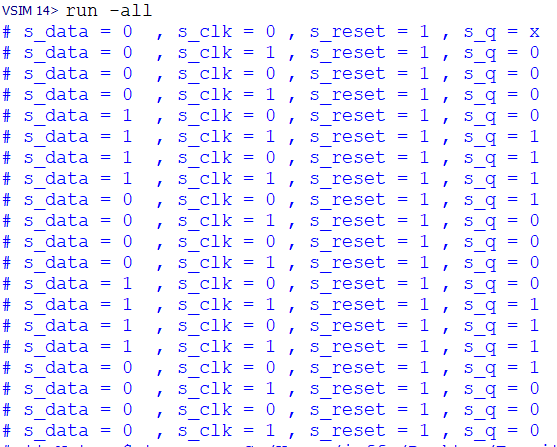 VSIM 14> run -all
# s_data = 0  , s_clk = 0 , s_reset = 1 , s_q = x
# s_data = 0  , s_clk = 1 , s_reset = 1 , s_q = 0
# s_data = 0  , s_clk = 0 , s_reset = 1 , s_q = 0
# s_data = 0  , s_clk = 1 , s_reset = 1 , s_q = 0
# s_data = 1  , s_clk = 0 , s_reset = 1 , s_q = 0
# s_data = 1  , s_clk = 1 , s_reset = 1 , s_q = 1
# s_data = 1  , s_clk = 0 , s_reset = 1 , s_q = 1
# s_data = 1  , s_clk = 1 , s_reset = 1 , s_q = 1
# s_data = 0  , s_clk = 0 , s_reset = 1 , s_q = 1
# s_data = 0  , s_clk = 1 , s_reset = 1 , s_q = 0
# s_data = 0  , s_clk = 0 , s_reset = 1 , s_q = 0
# s_data = 0  , s_clk = 1 , s_reset = 1 , s_q = 0
# s_data = 1  , s_clk = 0 , s_reset = 1 , s_q = 0
# s_data = 1  , s_clk = 1 , s_reset = 1 , s_q = 1
# s_data = 1  , s_clk = 0 , s_reset = 1 , s_q = 1
# s_data = 1  , s_clk = 1 , s_reset = 1 , s_q = 1
# s_data = 0  , s_clk = 0 , s_reset = 1 , s_q = 1
# s_data = 0  , s_clk = 1 , s_reset = 1 , s_q = 0
# s_data = 0  , s_clk = 0 , s_reset = 1 , s_q = 0
# s_data = 0  , s_clk = 1 , s_reset = 1 , s_q = 0